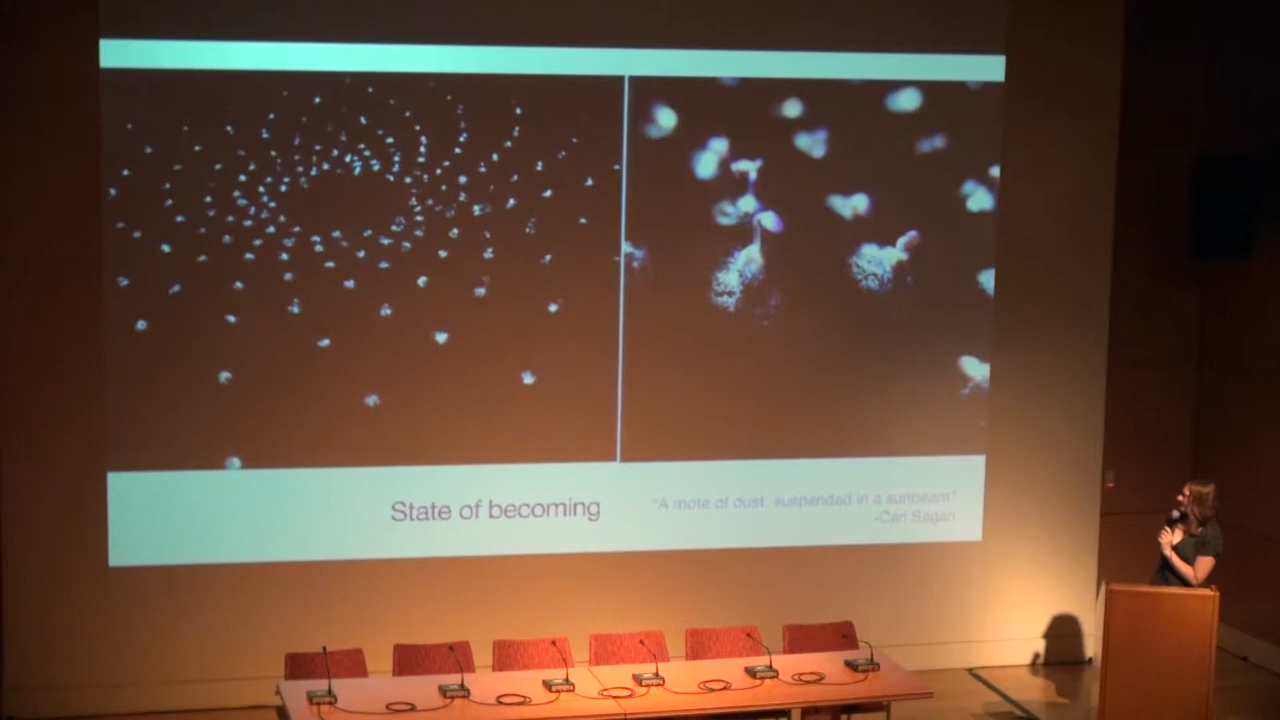 State of becoming
"A mote of dust, suspended in a sunbeam"
-Carl Sagan